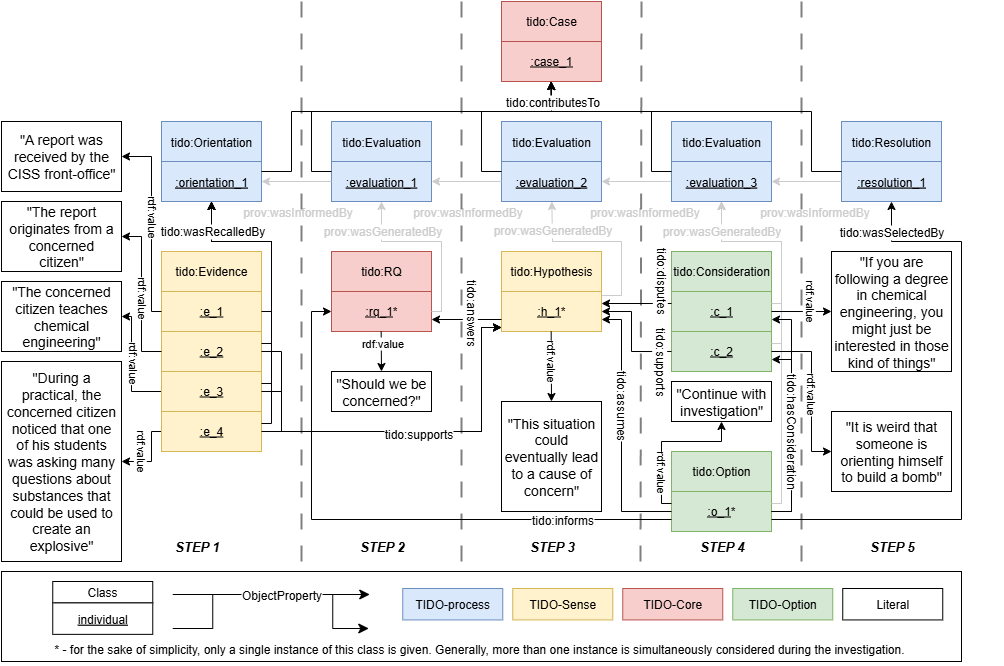 tido:Case
:case_1
tido:contributesTo
"A report was
received by the
CISS front-office"
"The report
originates from a
concerned
citizen"
"The concerned
citizen teaches
chemical
engineering"
"During a
practical, the
concerned citizen
noticed that one
of his students
was asking many
questions about
substances that
could be used to
create an
explosive"
rdf:value
rdf:value
rdf:value
rdf:value
tido:Orientation
:orientation_1
tido:wasRecalledBy
tido:Evidence
:e_1
:e_2
:e_3
:e_4
tido:supports
STEP 1
tido:Evaluation
:evaluation_1
prov:wasInformedBy
prov:wasGeneratedBy
tido:RQ
:rq_1*
rdf:value
"Should we be
concerned?"
STEP 2
tido:answers
tido:Evaluation
:evaluation_2
prov:wasInformedBy
prov:wasGeneratedBy
tido:Hypothesis
:h_1*
rdf:value
"This situation
could
eventually lead
to a cause of
concern"
tido:informs
STEP 3
tido:assumes
tido:disputes
tido:supports
tido:Evaluation
:evaluation_3
prov:wasInformedBy
prov:wasGeneratedBy
tido:Consideration
:c_1
:c_2
"Continue with
investigation"
rdf:value
tido:Option
:o_1*
tido:hasConsideration
STEP 4
tido:Resolution
:resolution_1
prov:wasInformedBy
tido:wasSelectedBy
rdf:value
"If you are
following a degree
in chemical
engineering, you
might just be
interested in those
kind of things"
rdf:value
"It is weird that
someone is
orienting himself
to build a bomb"
STEP 5
Class
individual
ObjectProperty
TIDO-process
TIDO-Sense
TIDO-Core
TIDO-Option
Literal
* - for the sake of simplicity, only a single instance of this class is given. Generally, more than one instance is simultaneously considered during the investigation.